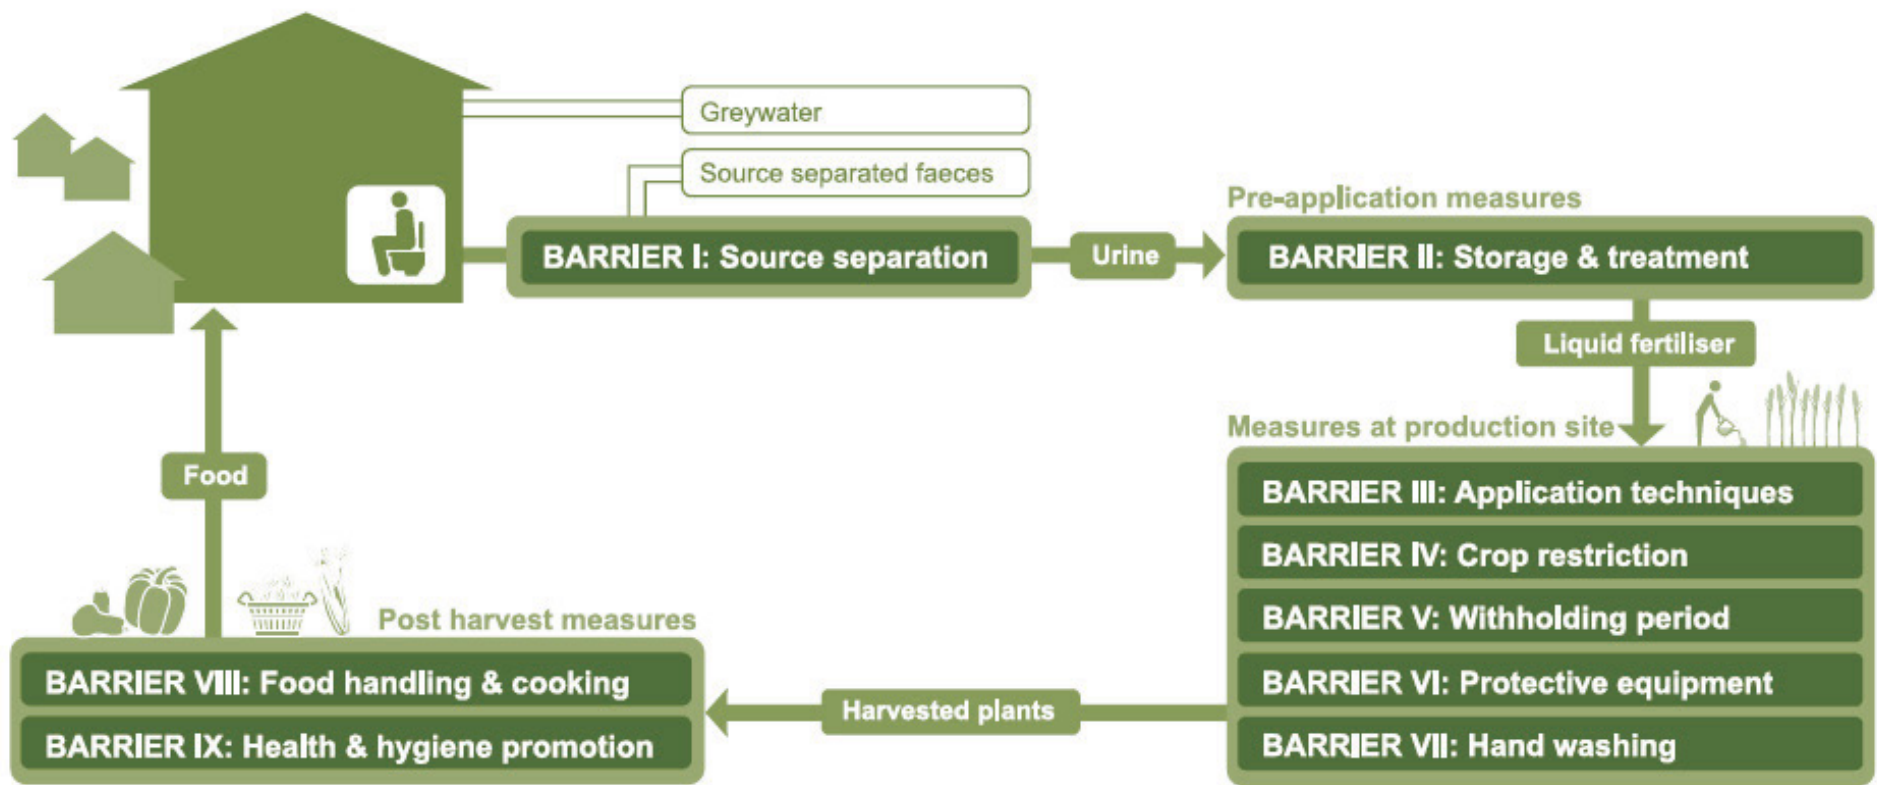 Greywater
Source separated faeces
BARRIER I: Source separation
Urine
Pre-application measures
BARRIER II: Storage & treatment
Liquid fertiliser
Measures at production site
BARRIER III: Application techniques
BARRIER IV: Crop restriction
BARRIER V: Withholding period
BARRIER VI: Protective equipment
BARRIER VII: Hand washing
Harvested plants
Post harvest measures
BARRIER VIII: Food handling & cooking
BARRIER IX: Health & hygiene promotion
Food